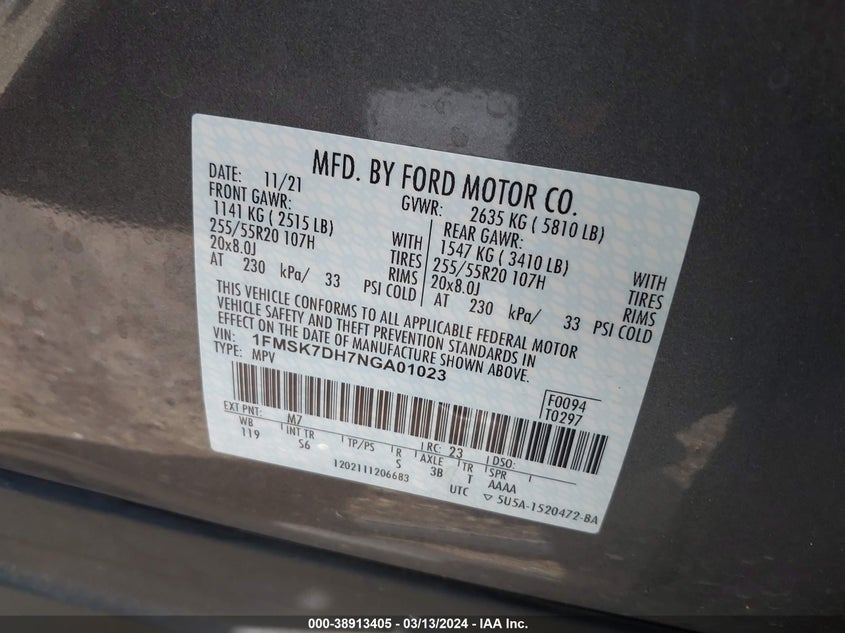 MFD. BY FORD MOTOR CO.
DATE: 11/21 GVWR: 2635 KG ( 5810 LB)
FRONT GAWR: REAR GAWR:
1141 KG ( 2515 LB) WITH 1547 KG ( 3410 LB) WITH
255/55R20 107H TIRES 255/55R20 107H TIRES
20x8.0J RIMS 20x8.0J RIMS
AT 230 kPa/ 33 PSI COLD AT 230 kPa/ 33 PSI COLD
THIS VEHICLE CONFORMS TO ALL APPLICABLE FEDERAL MOTOR
VEHICLE SAFETY AND THEFT PREVENTION STANDARDS IN
EFFECT ON THE DATE OF MANUFACTURE SHOWN ABOVE.
VIN: 1FMSK7DH7NGA01023
TYPE: MPV
F0094
T0297
EXT PNT: M7 RC: 23 DSO:
WB INT TR TP/PS R AXLE TR SPR
119 S6 S 3B T AAAA
1202111206683 UTC ▽ 5U5A-1520472-BA
000-38913405 - 03/13/2024 - IAA Inc.